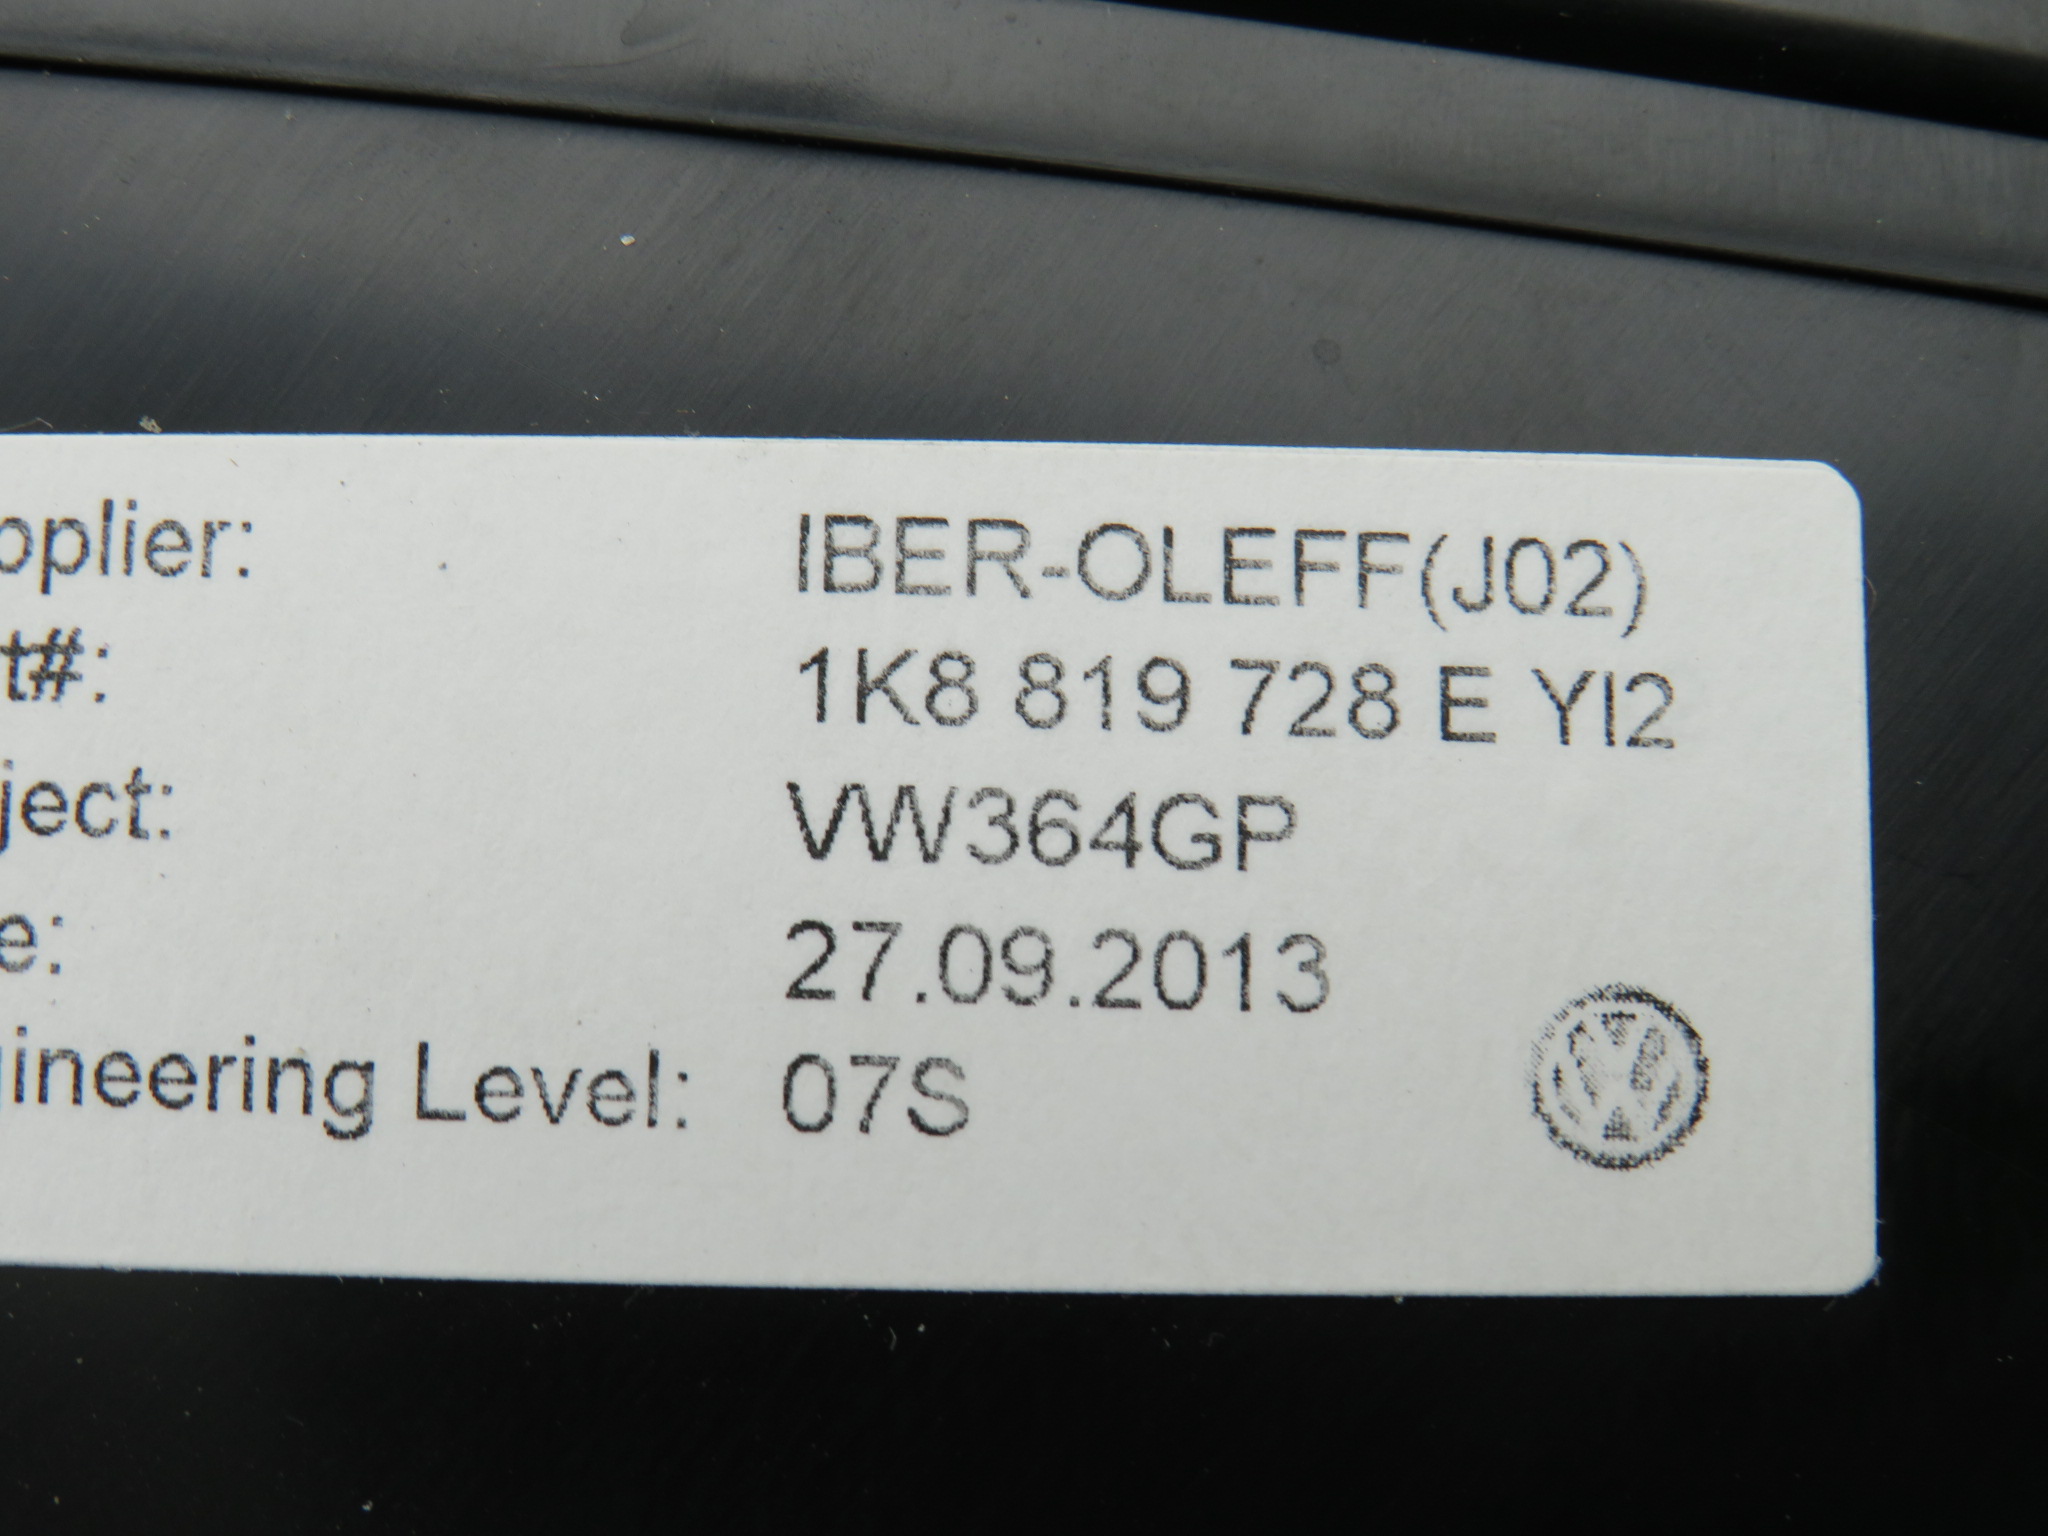 pplier: IBER-OLEFF(J02)
t#: 1K8 819 728 E YI2
ject: VW364GP
e: 27.09.2013
gineering Level: 07S